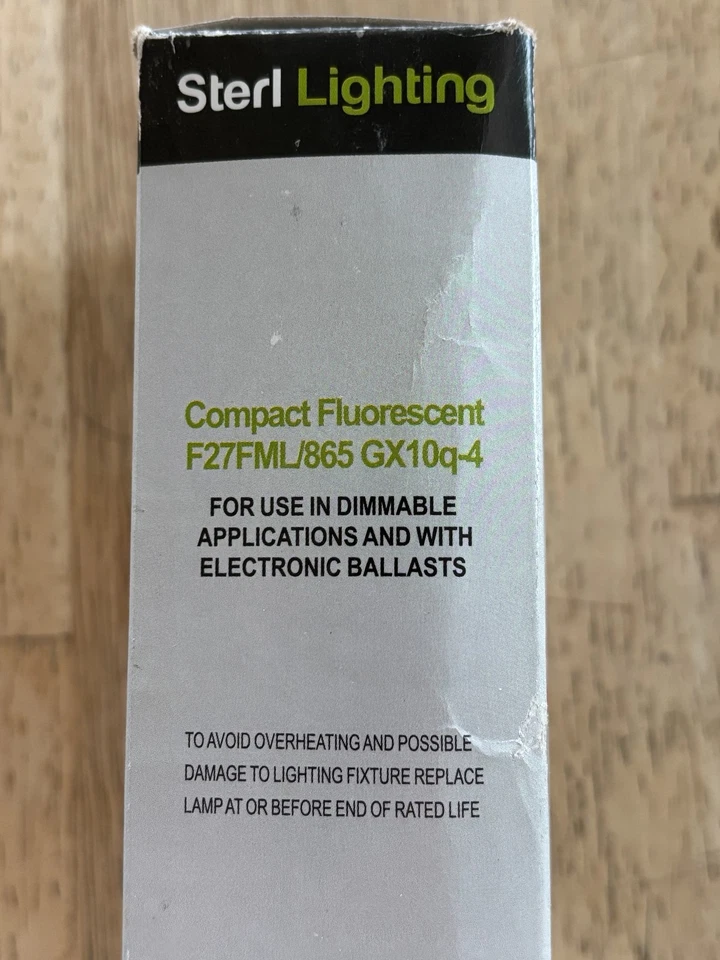 Sterl Lighting
Compact Fluorescent
F27FML/865 GX10q-4
FOR USE IN DIMMABLE
APPLICATIONS AND WITH
ELECTRONIC BALLASTS
TO AVOID OVERHEATING AND POSSIBLE
DAMAGE TO LIGHTING FIXTURE REPLACE
LAMP AT OR BEFORE END OF RATED LIFE